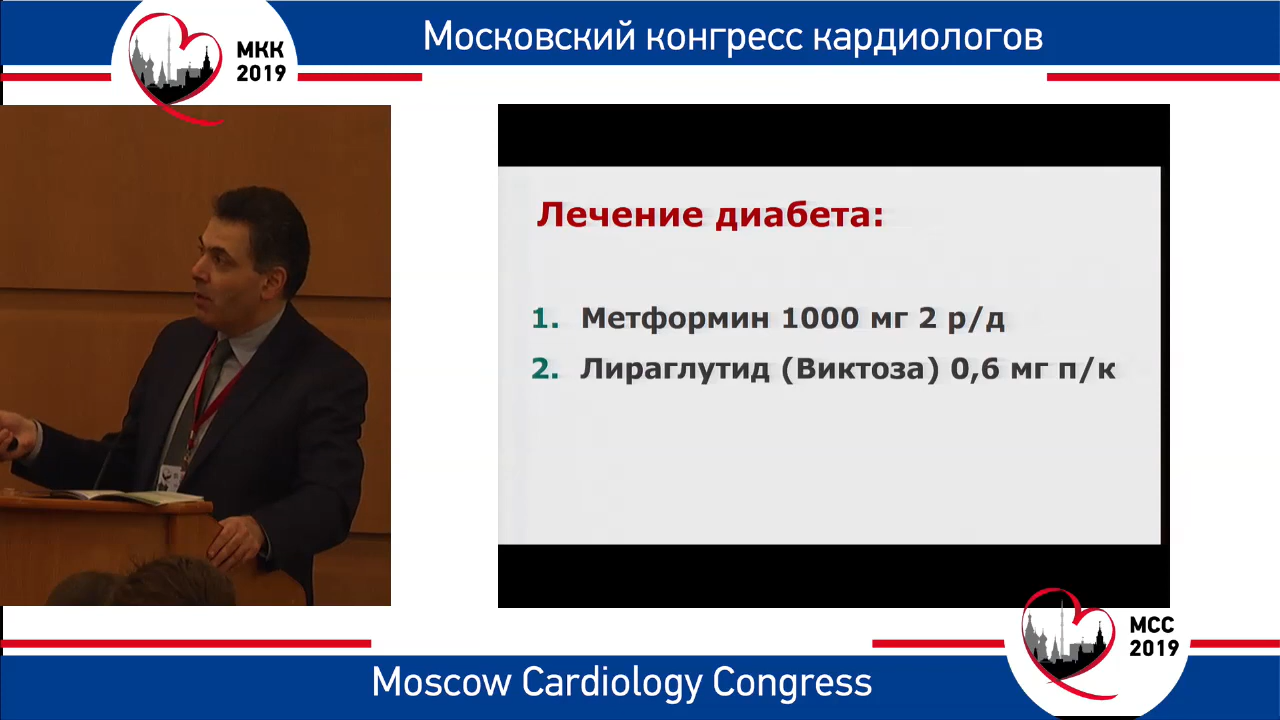 Московский конгресс кардиологов
МКК
2019
Лечение диабета:
1. Метформин 1000 мг 2 р/д
2. Лираглутид (Виктоза) 0,6 мг п/к
МСС
2019
Moscow Cardiology Congress